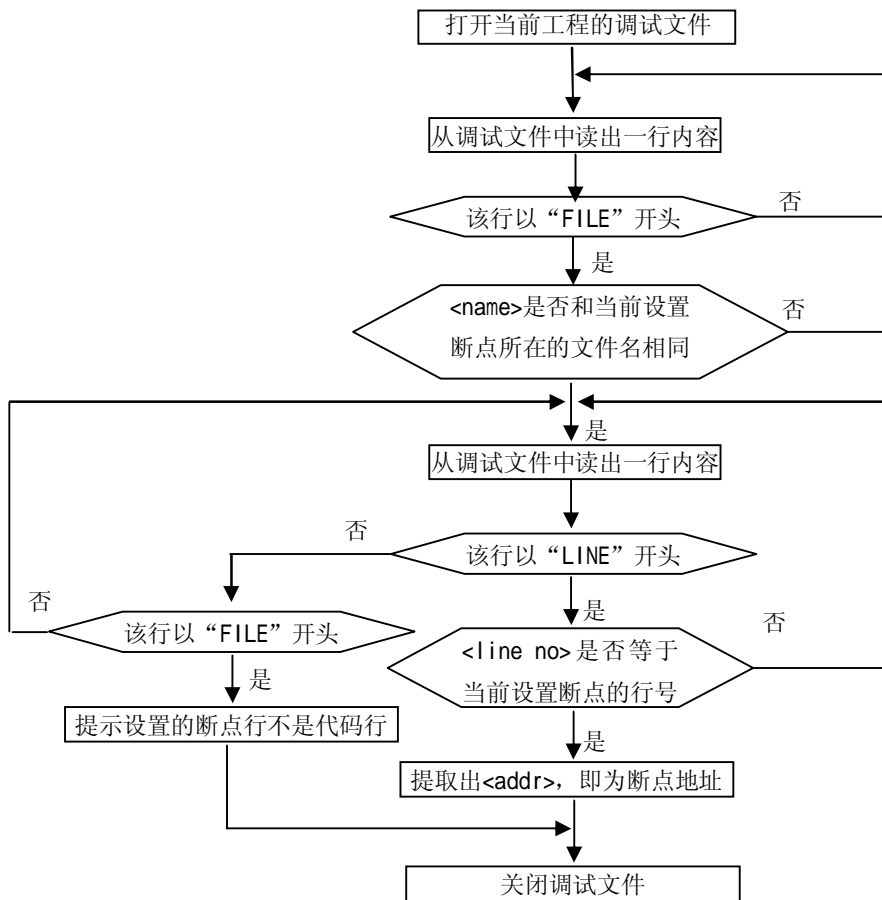 打开当前工程的调试文件
从调试文件中读出一行内容
该行以“FILE”开头
否
是
<name>是否和当前设置
断点所在的文件名相同
否
是
从调试文件中读出一行内容
否
该行以“LINE”开头
否
该行以“FILE”开头
是
<line no>是否等于
当前设置断点的行号
否
是
提示设置的断点行不是代码行
是
提取出<addr>，即为断点地址
关闭调试文件